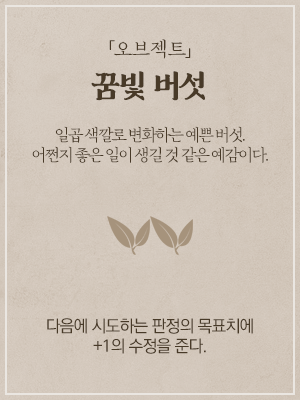 「오브젝트」
꿈빛 버섯
일곱 색깔로 변화하는 예쁜 버섯.
어쩐지 좋은 일이 생길 것 같은 예감이다.
다음에 시도하는 판정의 목표치에
+1의 수정을 준다.